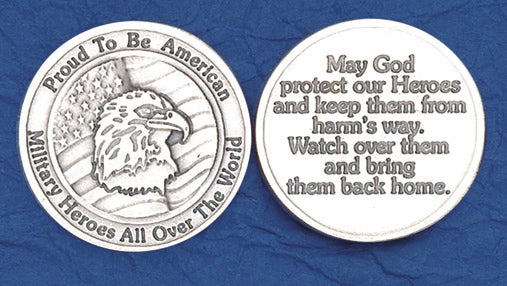 Proud To Be American
Military Heroes All Over The World
May God
protect our Heroes
and keep them from
harm's way.
Watch over them
and bring
them back home.